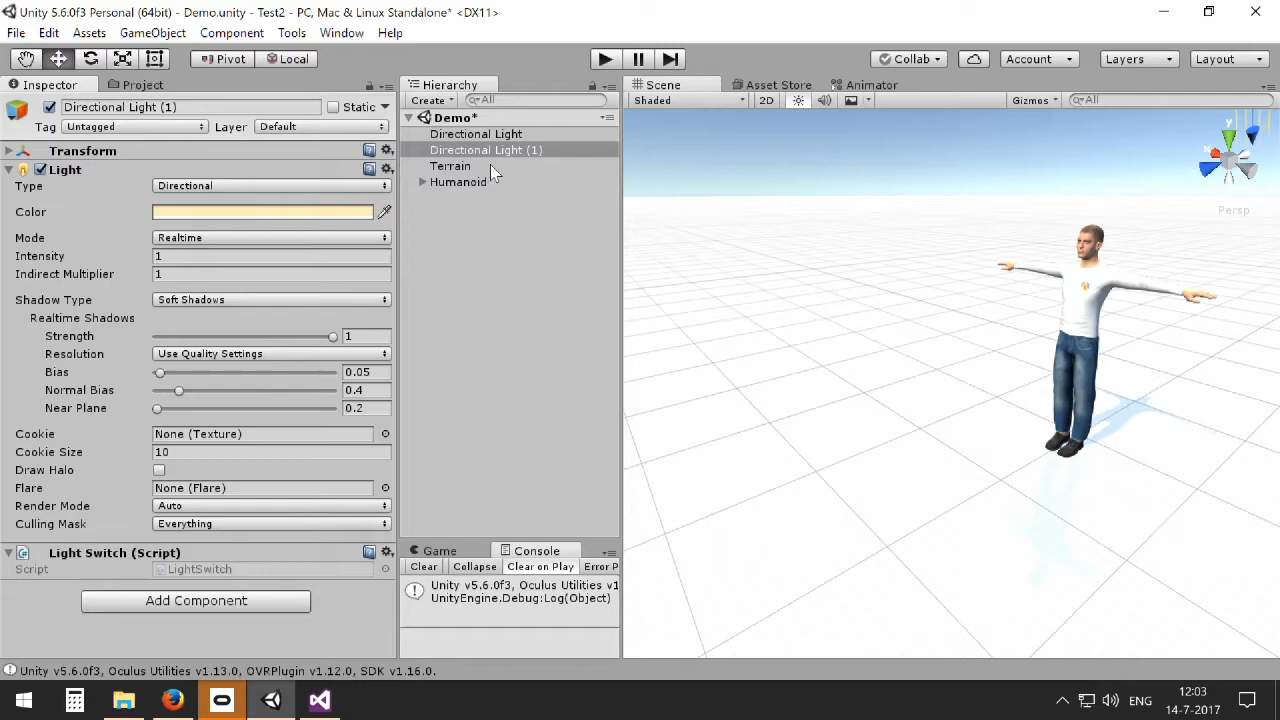 Unity 5.6.0f3 Personal (64bit) - Demo.unity - Test2 - PC, Mac & Linux Standalone* <DX11>
File Edit Assets GameObject Component Tools Window Help
Pivot Local Collab Account Layers Layout
Inspector Project
Directional Light (1) Static
Tag Untagged Layer Default
Transform
Light
Type Directional
Color
Mode Realtime
Intensity 1
Indirect Multiplier 1
Shadow Type Soft Shadows
Realtime Shadows
Strength 1
Resolution Use Quality Settings
Bias 0.05
Normal Bias 0.4
Near Plane 0.2
Cookie None (Texture)
Cookie Size 10
Draw Halo
Flare None (Flare)
Render Mode Auto
Culling Mask Everything
Light Switch (Script)
Script LightSwitch
Add Component
Hierarchy
Create All
Demo*
Directional Light
Directional Light (1)
Terrain
Humanoid
Game Console
Clear Collapse Clear on Play Error P
Unity v5.6.0f3, Oculus Utilities v1
UnityEngine.Debug:Log(Object)
Scene Asset Store Animator
Shaded 2D Gizmos All
y
Persp
Unity v5.6.0f3, Oculus Utilities v1.13.0, OVRPlugin v1.12.0, SDK v1.16.0.
ENG
12:03
14-7-2017